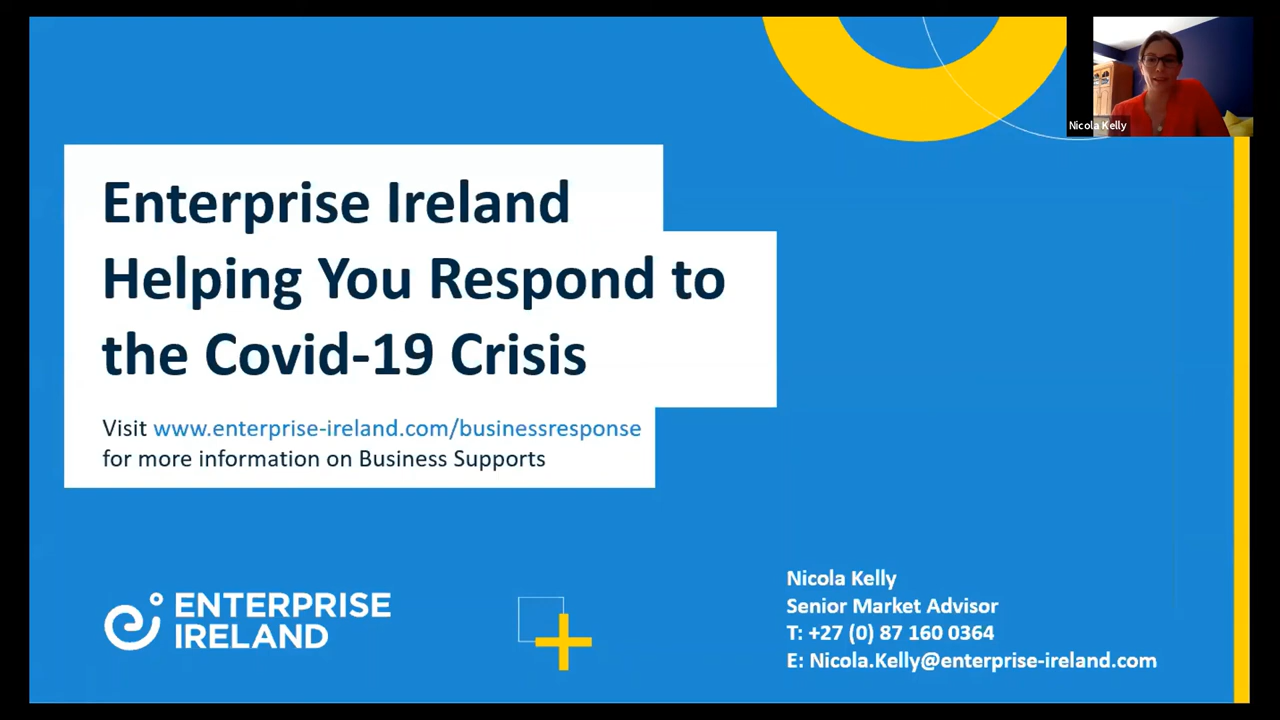 Enterprise Ireland
Helping You Respond to
the Covid-19 Crisis
Visit www.enterprise-ireland.com/businessresponse
for more information on Business Supports
ENTERPRISE
IRELAND
Nicola Kelly
Senior Market Advisor
T: +27 (0) 87 160 0364
E: Nicola.Kelly@enterprise-ireland.com
Nicola Kelly